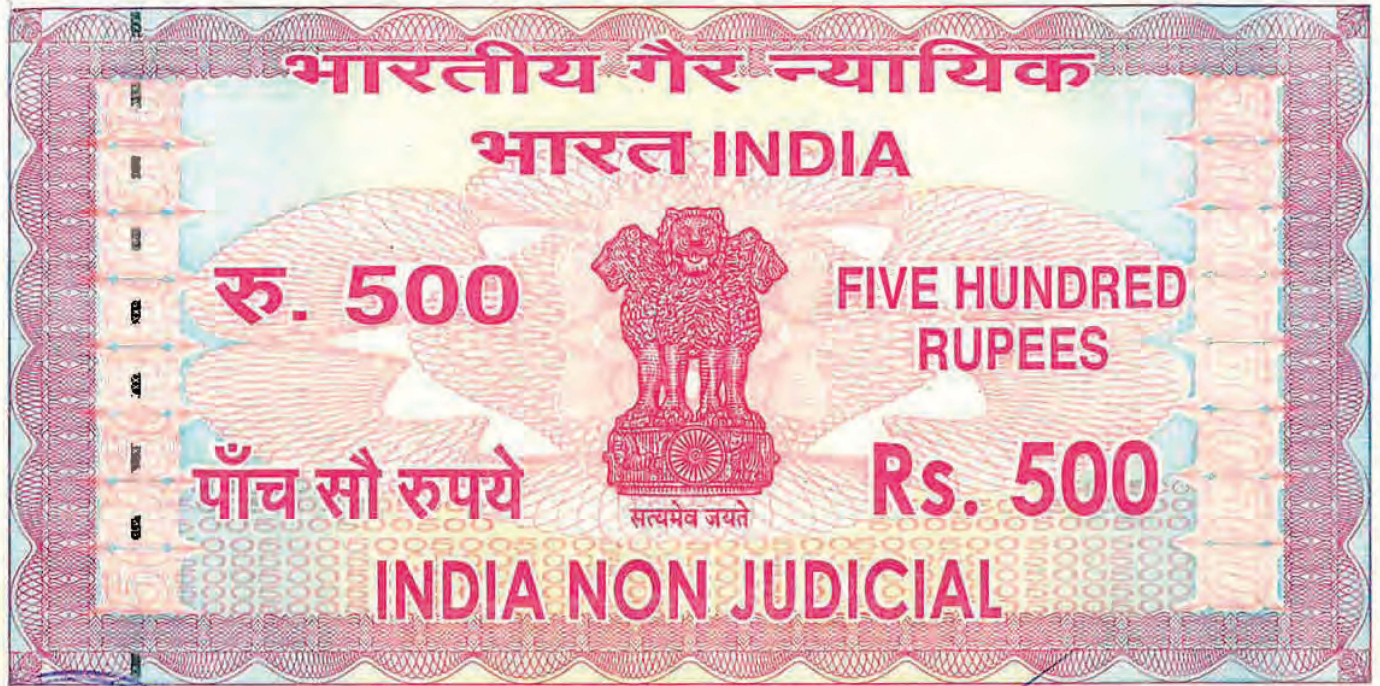 भारतीय गैर न्यायिक
भारत INDIA
रु. 500
FIVE HUNDRED
RUPEES
पाँच सौ रुपये
Rs. 500
सत्यमेव जयते
INDIA NON JUDICIAL